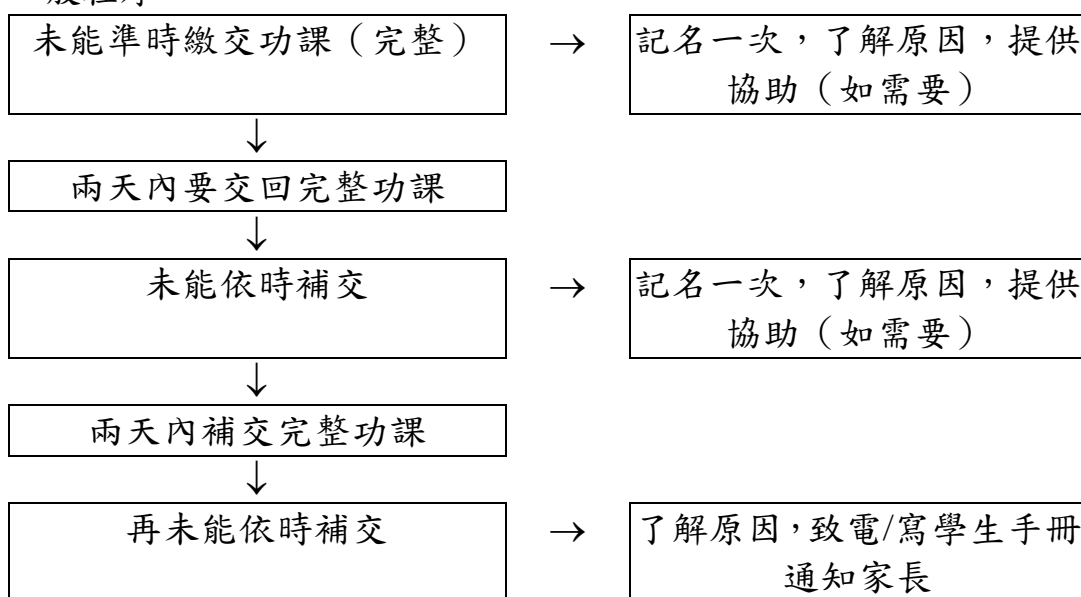 未能準時繳交功課（完整） → 記名一次，了解原因，提供
協助（如需要）
↓
兩天內要交回完整功課
↓
未能依時補交 → 記名一次，了解原因，提供
協助（如需要）
↓
兩天內補交完整功課
↓
再未能依時補交 → 了解原因，致電/寫學生手冊
通知家長